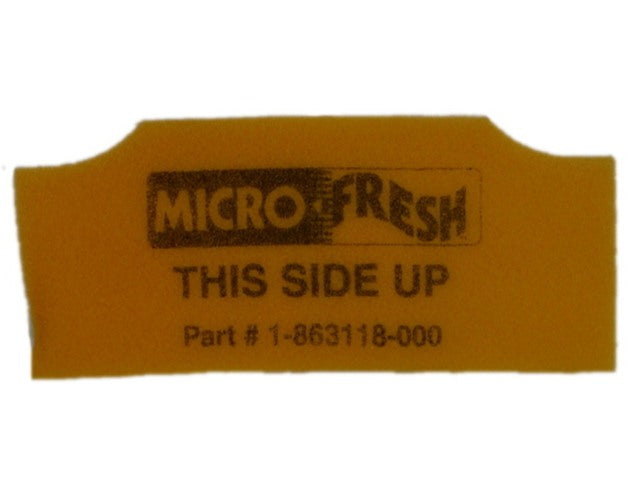 MICRO FRESH
THIS SIDE UP
Part # 1-863118-000